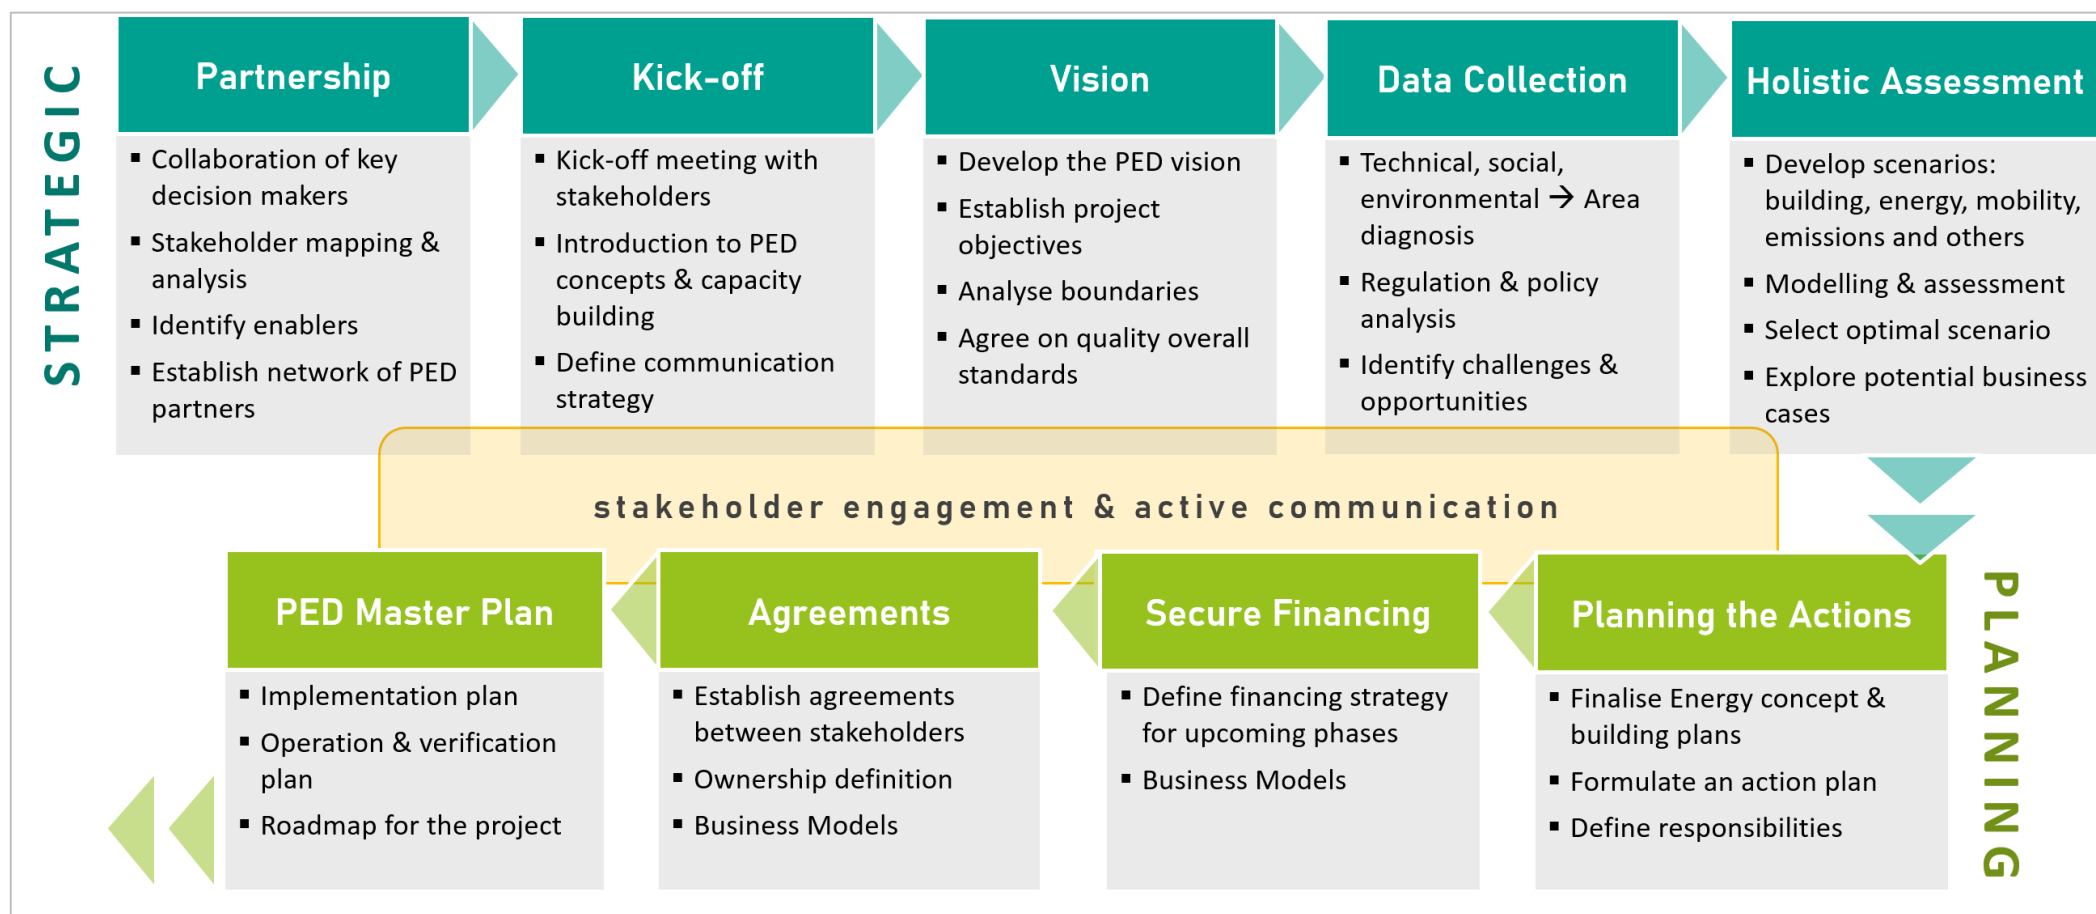 STRATEGIC
Partnership
▪ Collaboration of key
decision makers
▪ Stakeholder mapping &
analysis
▪ Identify enablers
▪ Establish network of PED
partners
Kick-off
▪ Kick-off meeting with
stakeholders
▪ Introduction to PED
concepts & capacity
building
▪ Define communication
strategy
Vision
▪ Develop the PED vision
▪ Establish project
objectives
▪ Analyse boundaries
▪ Agree on quality overall
standards
Data Collection
▪ Technical, social,
environmental → Area
diagnosis
▪ Regulation & policy
analysis
▪ Identify challenges &
opportunities
Holistic Assessment
▪ Develop scenarios:
building, energy, mobility,
emissions and others
▪ Modelling & assessment
▪ Select optimal scenario
▪ Explore potential business
cases
stakeholder engagement & active communication
PLANNING
Planning the Actions
▪ Finalise Energy concept &
building plans
▪ Formulate an action plan
▪ Define responsibilities
Secure Financing
▪ Define financing strategy
for upcoming phases
▪ Business Models
Agreements
▪ Establish agreements
between stakeholders
▪ Ownership definition
▪ Business Models
PED Master Plan
▪ Implementation plan
▪ Operation & verification
plan
▪ Roadmap for the project